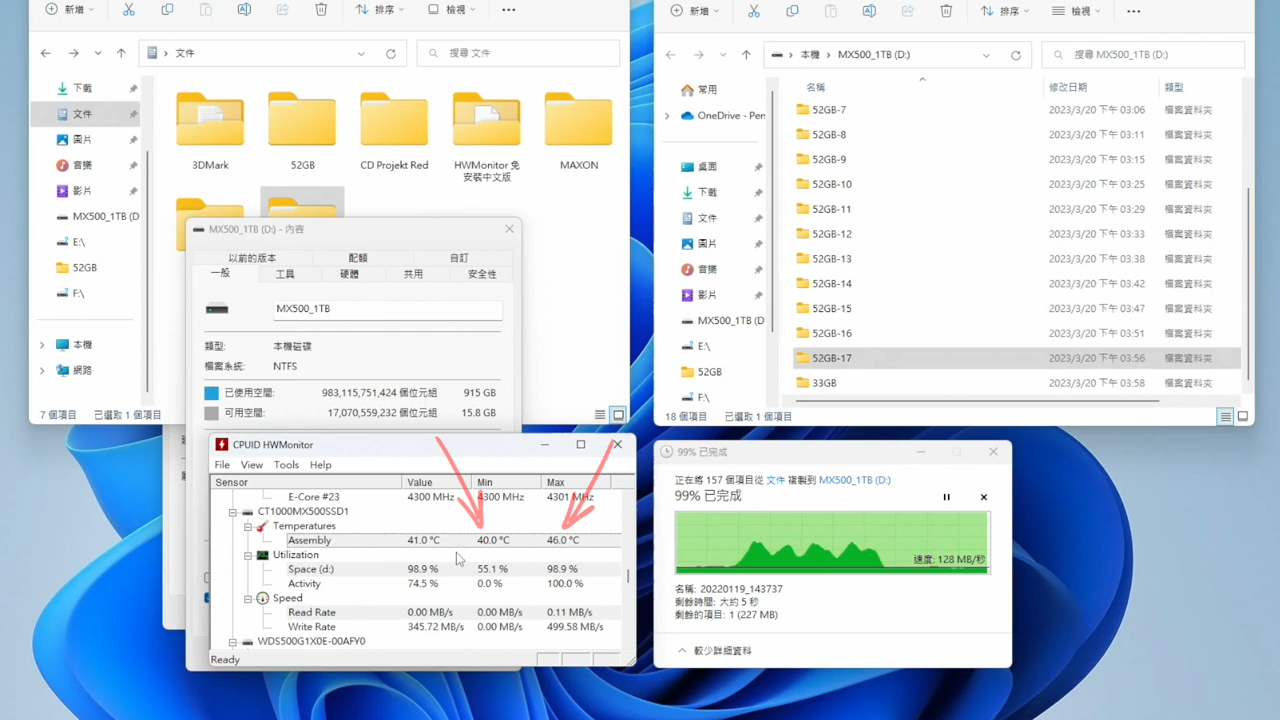 新增
排序
檢視
文件
搜尋 文件
下載
文件
圖片
音樂
影片
MX500_1TB (D
E:\
52GB
F:\
本機
網路
3DMark
52GB
CD Projekt Red
HWMonitor 免
安裝中文版
MAXON
7 個項目
已選取 1 個項目
MX500_1TB (D:) - 內容
以前的版本
配額
自訂
一般
工具
硬體
共用
安全性
MX500_1TB
類型:
本機磁碟
檔案系統:
NTFS
已使用空間:
983,115,751,424 個位元組
915 GB
可用空間:
17,070,559,232 個位元組
15.8 GB
CPUID HWMonitor
File View Tools Help
Sensor Value Min Max
E-Core #23 4300 MHz 4300 MHz 4301 MHz
CT1000MX500SSD1
Temperatures
Assembly 41.0 °C 40.0 °C 46.0 °C
Utilization
Space (d:) 98.9 % 55.1 % 98.9 %
Activity 74.5 % 0.0 % 100.0 %
Speed
Read Rate 0.00 MB/s 0.00 MB/s 0.11 MB/s
Write Rate 345.72 MB/s 0.00 MB/s 499.58 MB/s
WDS500G1X0E-00AFY0
Ready
新增
排序
檢視
本機
MX500_1TB (D:)
搜尋 MX500_1TB (D:)
常用
OneDrive - Pers
桌面
下載
文件
圖片
音樂
影片
MX500_1TB (D
E:\
52GB
F:\
名稱 修改日期 類型
52GB-7 2023/3/20 下午 03:06 檔案資料夾
52GB-8 2023/3/20 下午 03:11 檔案資料夾
52GB-9 2023/3/20 下午 03:15 檔案資料夾
52GB-10 2023/3/20 下午 03:25 檔案資料夾
52GB-11 2023/3/20 下午 03:29 檔案資料夾
52GB-12 2023/3/20 下午 03:33 檔案資料夾
52GB-13 2023/3/20 下午 03:38 檔案資料夾
52GB-14 2023/3/20 下午 03:42 檔案資料夾
52GB-15 2023/3/20 下午 03:47 檔案資料夾
52GB-16 2023/3/20 下午 03:51 檔案資料夾
52GB-17 2023/3/20 下午 03:56 檔案資料夾
33GB 2023/3/20 下午 03:58 檔案資料夾
18 個項目
已選取 1 個項目
99% 已完成
正在將 157 個項目從 文件 複製到 MX500_1TB (D:)
99% 已完成
速度: 128 MB/秒
名稱: 20220119_143737
剩餘時間: 大約 5 秒
剩餘的項目: 1 (227 MB)
較少詳細資料